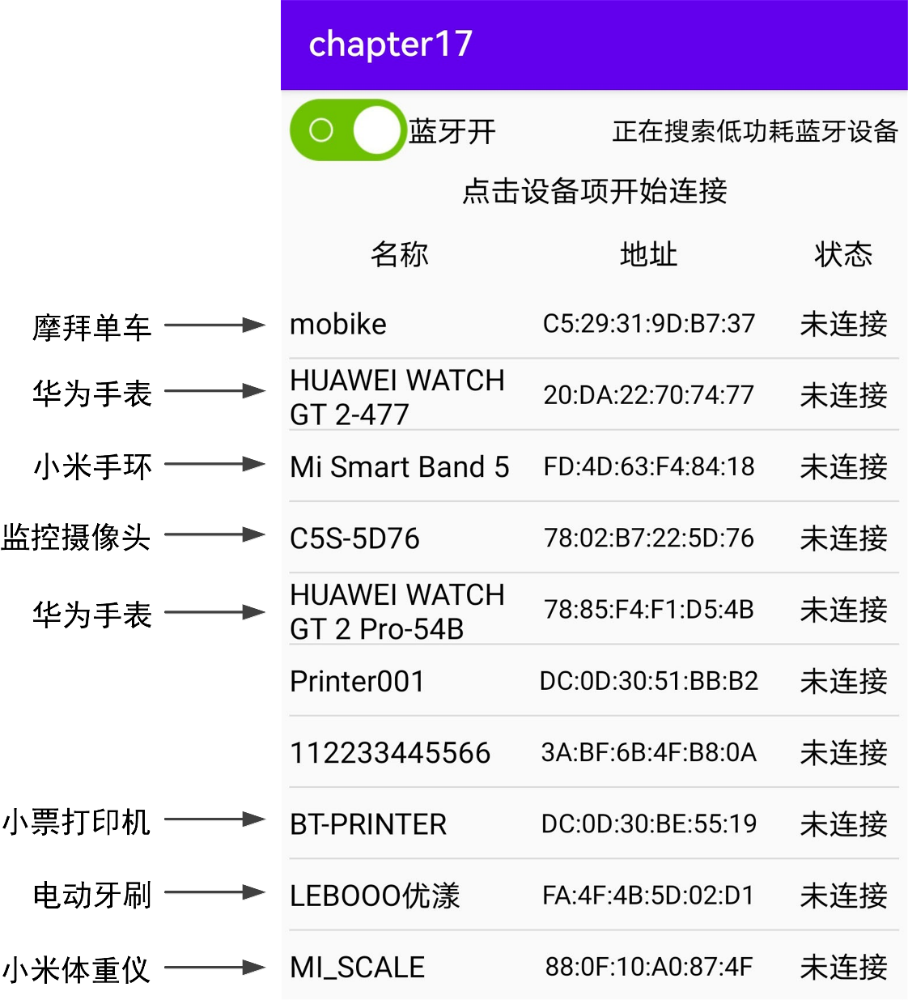 chapter17
蓝牙开 正在搜索低功耗蓝牙设备
点击设备项开始连接
名称 地址 状态
摩拜单车 mobike C5:29:31:9D:B7:37 未连接
华为手表 HUAWEI WATCH
GT 2-477 20:DA:22:70:74:77 未连接
小米手环 Mi Smart Band 5 FD:4D:63:F4:84:18 未连接
监控摄像头 C5S-5D76 78:02:B7:22:5D:76 未连接
华为手表 HUAWEI WATCH
GT 2 Pro-54B 78:85:F4:F1:D5:4B 未连接
Printer001 DC:0D:30:51:BB:B2 未连接
112233445566 3A:BF:6B:4F:B8:0A 未连接
小票打印机 BT-PRINTER DC:0D:30:BE:55:19 未连接
电动牙刷 LEBOOO优漾 FA:4F:4B:5D:02:D1 未连接
小米体重仪 MI_SCALE 88:0F:10:A0:87:4F 未连接